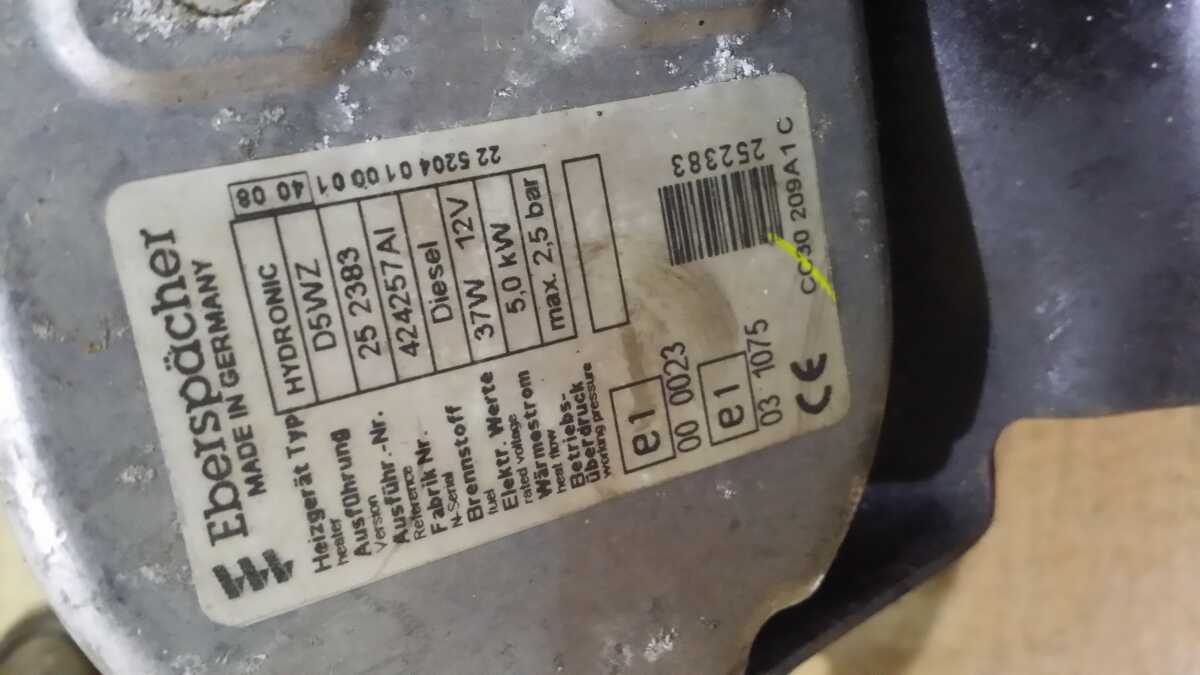 Eberspächer
MADE IN GERMANY
40 08
22 5204 01 00 01
Heizgerät Typ HYDRONIC
heater
Ausführung D5WZ
Version
Ausführ.-Nr. 25 2383
Reference
Fabrik Nr. 424257AI
N-Serial
Brennstoff Diesel
fuel
Elektr. Werte 37W 12V
rated voltage
Wärmestrom 5,0 kW
heat flow
Betriebs-
überdruck max. 2,5 bar
working pressure
e1
00 0023
e1
03 1075
252383
CE
209A1 C